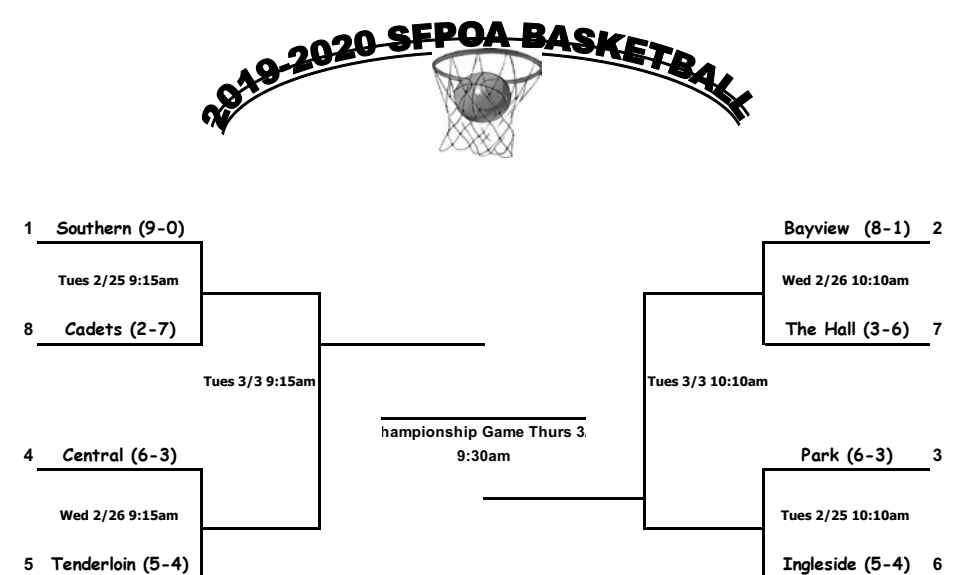 2019-2020 SFPOA BASKETBALL
1 Southern (9-0)
Tues 2/25 9:15am
8 Cadets (2-7)
Tues 3/3 9:15am
4 Central (6-3)
Wed 2/26 9:15am
5 Tenderloin (5-4)
hampionship Game Thurs 3/
9:30am
Bayview (8-1) 2
Wed 2/26 10:10am
The Hall (3-6) 7
Tues 3/3 10:10am
Park (6-3) 3
Tues 2/25 10:10am
Ingleside (5-4) 6